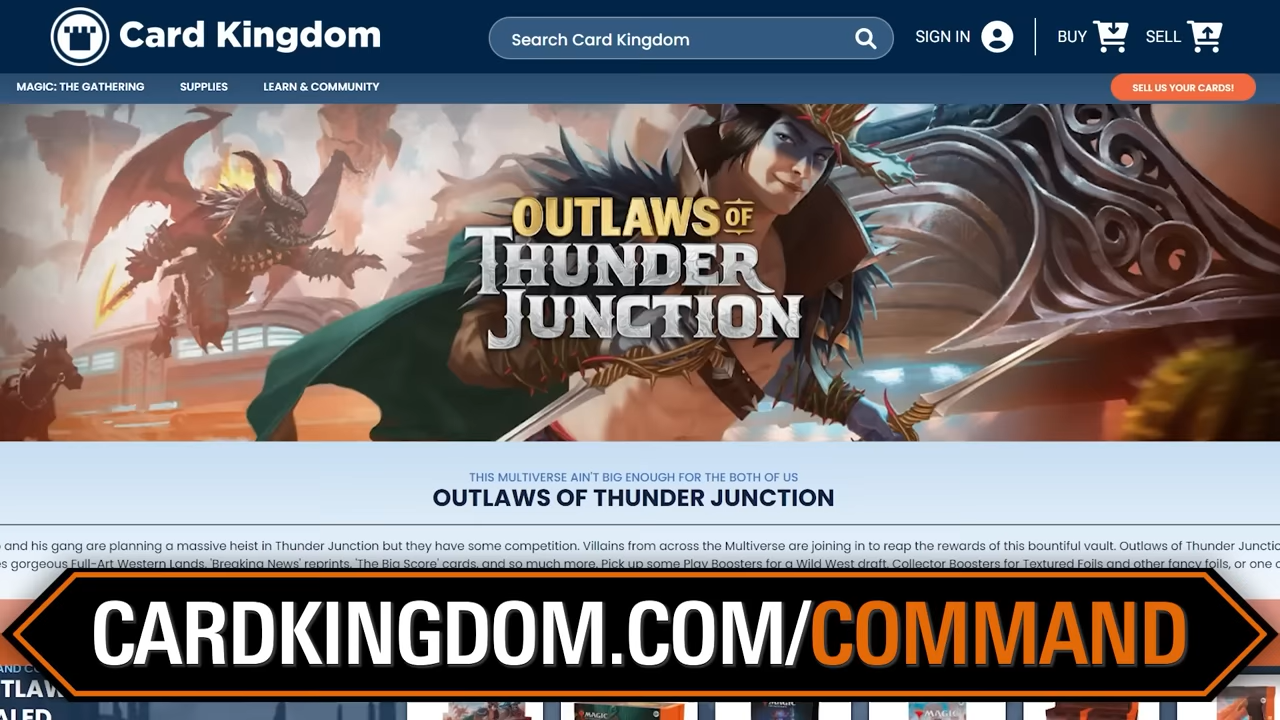 Card Kingdom
Search Card Kingdom
SIGN IN
BUY
SELL
MAGIC: THE GATHERING
SUPPLIES
LEARN & COMMUNITY
SELL US YOUR CARDS!
OUTLAWS OF
THUNDER
JUNCTION
THIS MULTIVERSE AIN'T BIG ENOUGH FOR THE BOTH OF US
OUTLAWS OF THUNDER JUNCTION
and his gang are planning a massive heist in Thunder Junction but they have some competition. Villains from across the Multiverse are joining in to reap the rewards of this bountiful vault. Outlaws of Thunder Junctio
es gorgeous Full-Art Western Lands, 'Breaking News' reprints, 'The Big Score' cards, and so much more. Pick up some Play Boosters for a Wild West draft, Collector Boosters for Textured Foils and other fancy foils, or one o
CARDKINGDOM.COM/COMMAND
MAGIC
MAGIC
MAGIC